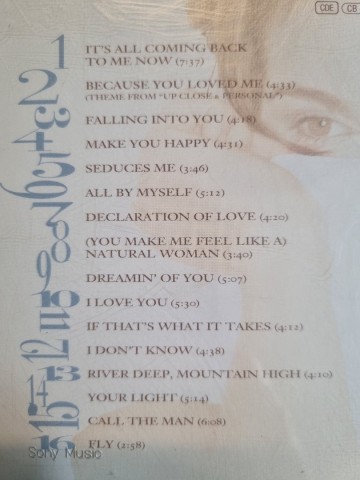 CDE CB
1 IT'S ALL COMING BACK
TO ME NOW (7:37)
2 BECAUSE YOU LOVED ME (4:33)
(THEME FROM "UP CLOSE & PERSONAL")
3 FALLING INTO YOU (4:18)
4 MAKE YOU HAPPY (4:31)
5 SEDUCES ME (3:46)
6 ALL BY MYSELF (5:12)
7 DECLARATION OF LOVE (4:20)
8 (YOU MAKE ME FEEL LIKE A)
NATURAL WOMAN (3:40)
9 DREAMIN' OF YOU (5:07)
10 I LOVE YOU (5:30)
11 IF THAT'S WHAT IT TAKES (4:12)
12 I DON'T KNOW (4:38)
13 RIVER DEEP, MOUNTAIN HIGH (4:10)
14 YOUR LIGHT (5:14)
15 CALL THE MAN (6:08)
16 FLY (2:58)
Sony Music